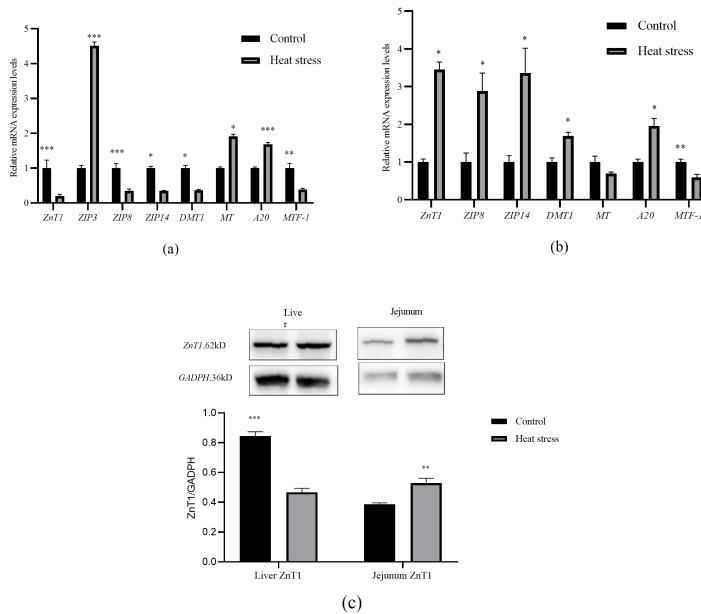 5
4
3
2
1
0
Relative mRNA expression levels
***
***
***
*
*
*
***
**
ZnT1
ZIP3
ZIP8
ZIP14
DMT1
MT
A20
MTF-1
Control
Heat stress
(a)
4
3
2
1
0
Relative mRNA expression levels
*
*
*
*
*
**
ZnT1
ZIP8
ZIP14
DMT1
MT
A20
MTF-1
Control
Heat stress
(b)
Live
r
Jejunum
ZnT1,62kD
GADPH,36kD
1.0
0.8
0.6
0.4
0.2
0.0
ZnT1/GADPH
***
**
Liver ZnT1
Jejunum ZnT1
Control
Heat stress
(c)